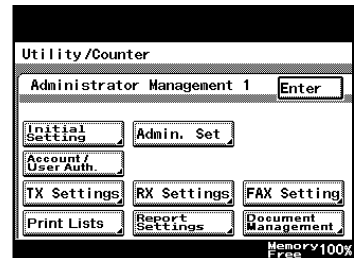 Utility/Counter
Administrator Management 1
Enter
Initial
Setting
Admin. Set
Account/
User Auth.
TX Settings
RX Settings
FAX Setting
Print Lists
Report
Settings
Document
Management
Memory
Free
100%